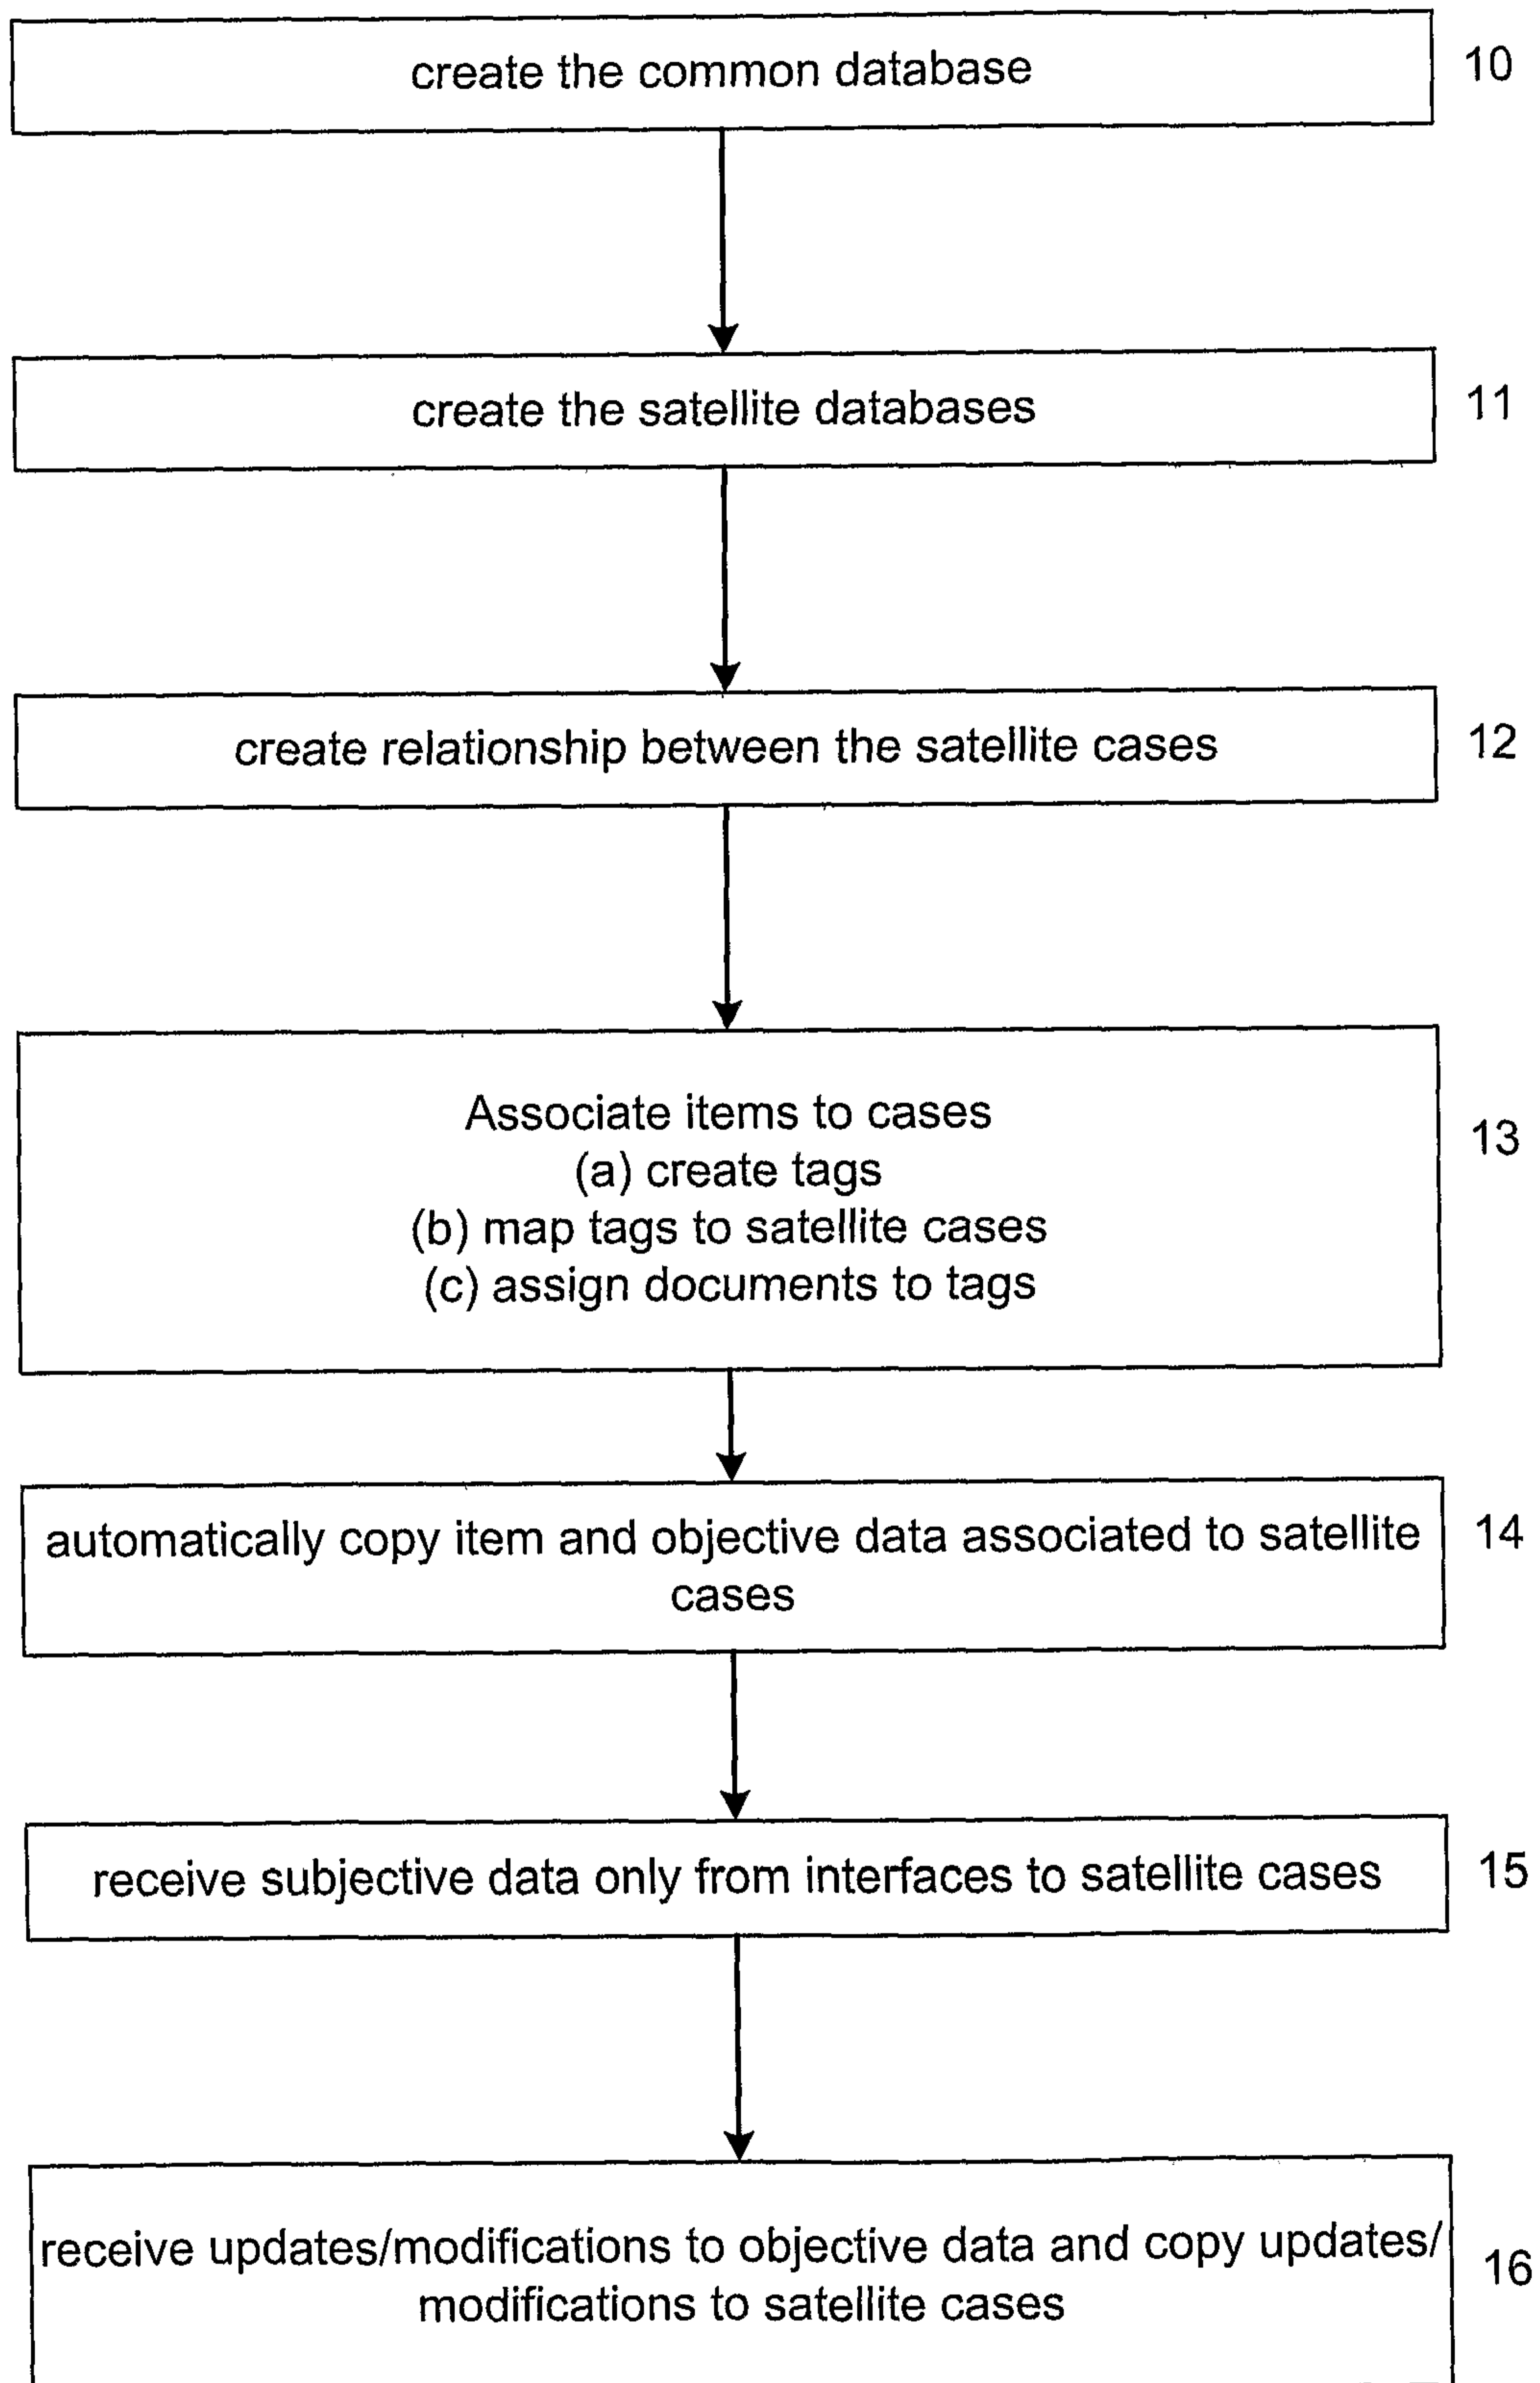 create the common database
10
create the satellite databases
11
create relationship between the satellite cases
12
Associate items to cases
(a) create tags
(b) map tags to satellite cases
(c) assign documents to tags
13
automatically copy item and objective data associated to satellite
cases
14
receive subjective data only from interfaces to satellite cases
15
receive updates/modifications to objective data and copy updates/
modifications to satellite cases
16